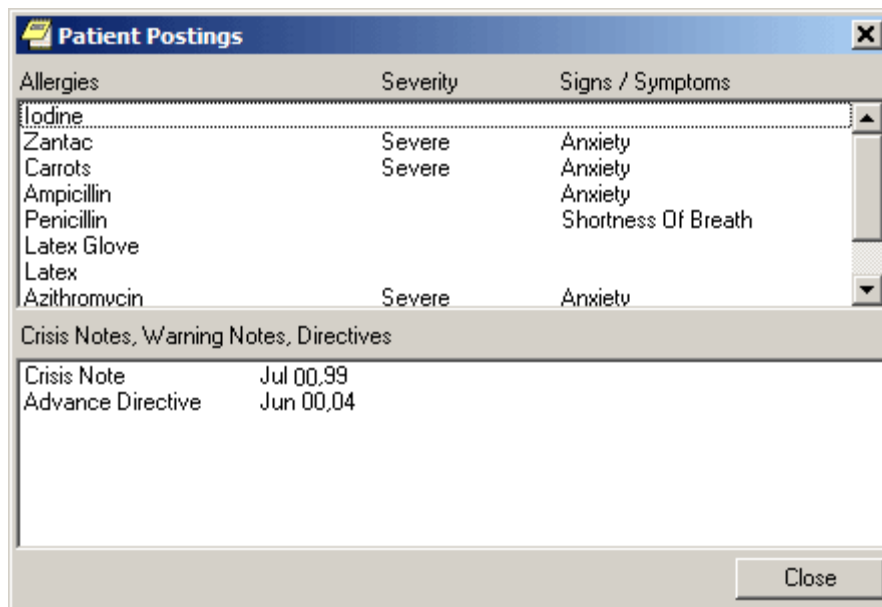 Patient Postings
Allergies Severity Signs / Symptoms
Iodine
Zantac Severe Anxiety
Carrots Severe Anxiety
Ampicillin Anxiety
Penicillin Shortness Of Breath
Latex Glove
Latex
Azithromycin Severe Anxiety
Crisis Notes, Warning Notes, Directives
Crisis Note Jul 00,99
Advance Directive Jun 00,04
Close